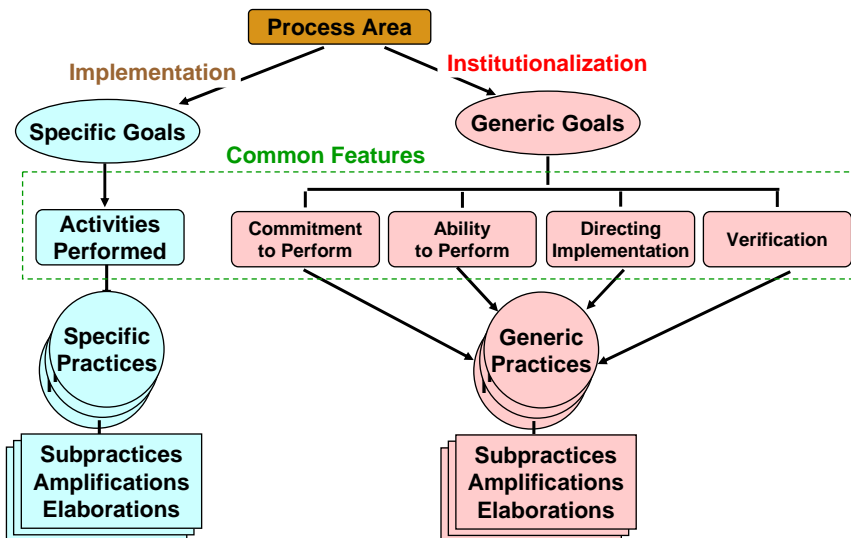 Process Area
Implementation
Institutionalization
Specific Goals
Generic Goals
Common Features
Activities
Performed
Commitment
to Perform
Ability
to Perform
Directing
Implementation
Verification
Specific
Practices
Generic
Practices
Subpractices
Amplifications
Elaborations
Subpractices
Amplifications
Elaborations